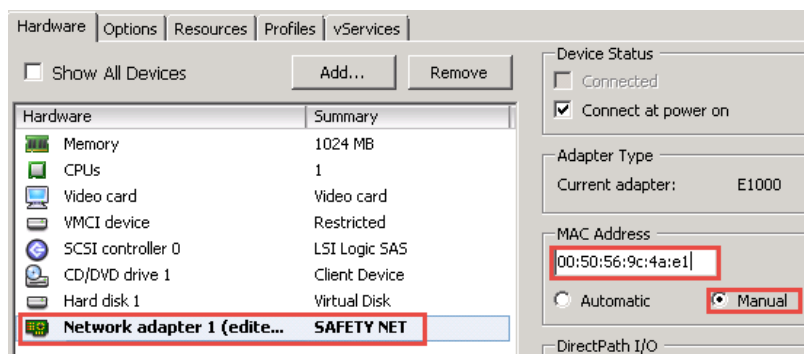 Hardware Options Resources Profiles vServices
Show All Devices Add... Remove
Hardware Summary
Memory 1024 MB
CPUs 1
Video card Video card
VMCI device Restricted
SCSI controller 0 LSI Logic SAS
CD/DVD drive 1 Client Device
Hard disk 1 Virtual Disk
Network adapter 1 (edite... SAFETY NET
Device Status
Connected
Connect at power on
Adapter Type
Current adapter: E1000
MAC Address
00:50:56:9c:4a:e1
Automatic Manual
DirectPath I/O